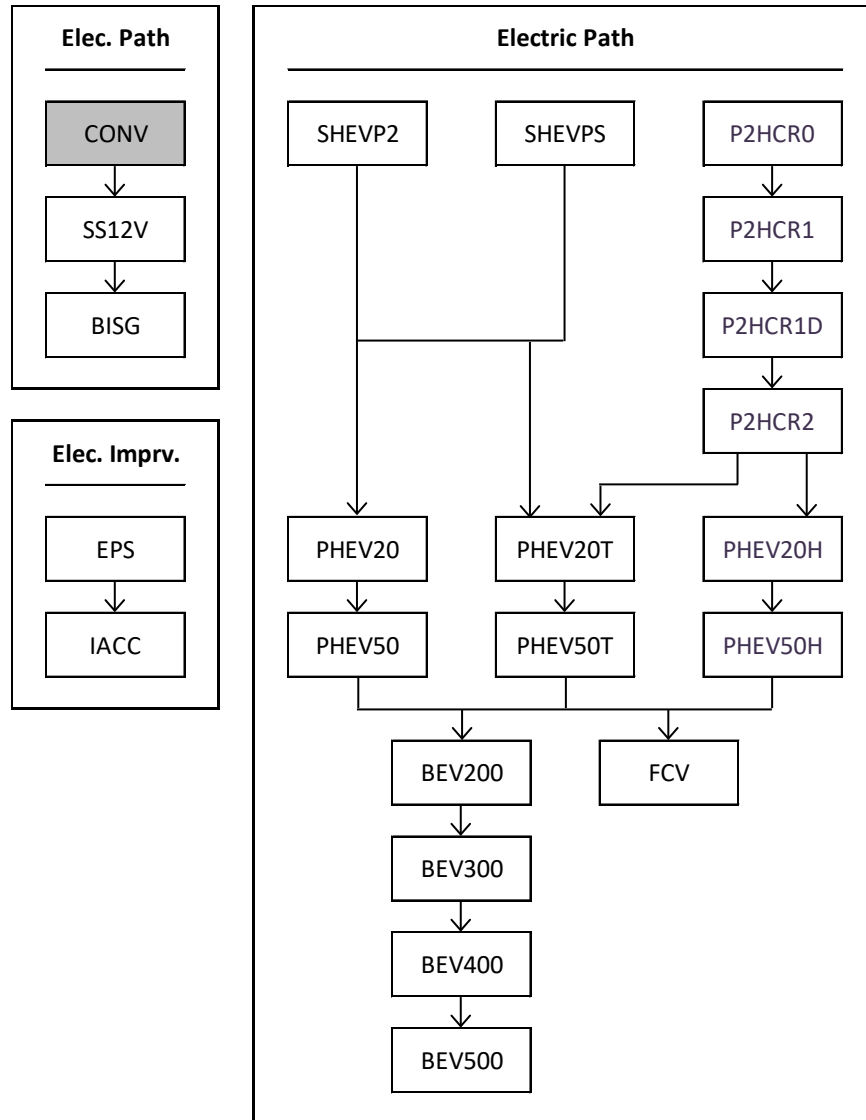 Elec. Path
CONV
SS12V
BISG
Elec. Imprv.
EPS
IACC
Electric Path
SHEVP2 SHEVPS P2HCR0
P2HCR1
P2HCR1D
P2HCR2
PHEV20 PHEV20T PHEV20H
PHEV50 PHEV50T PHEV50H
BEV200 FCV
BEV300
BEV400
BEV500